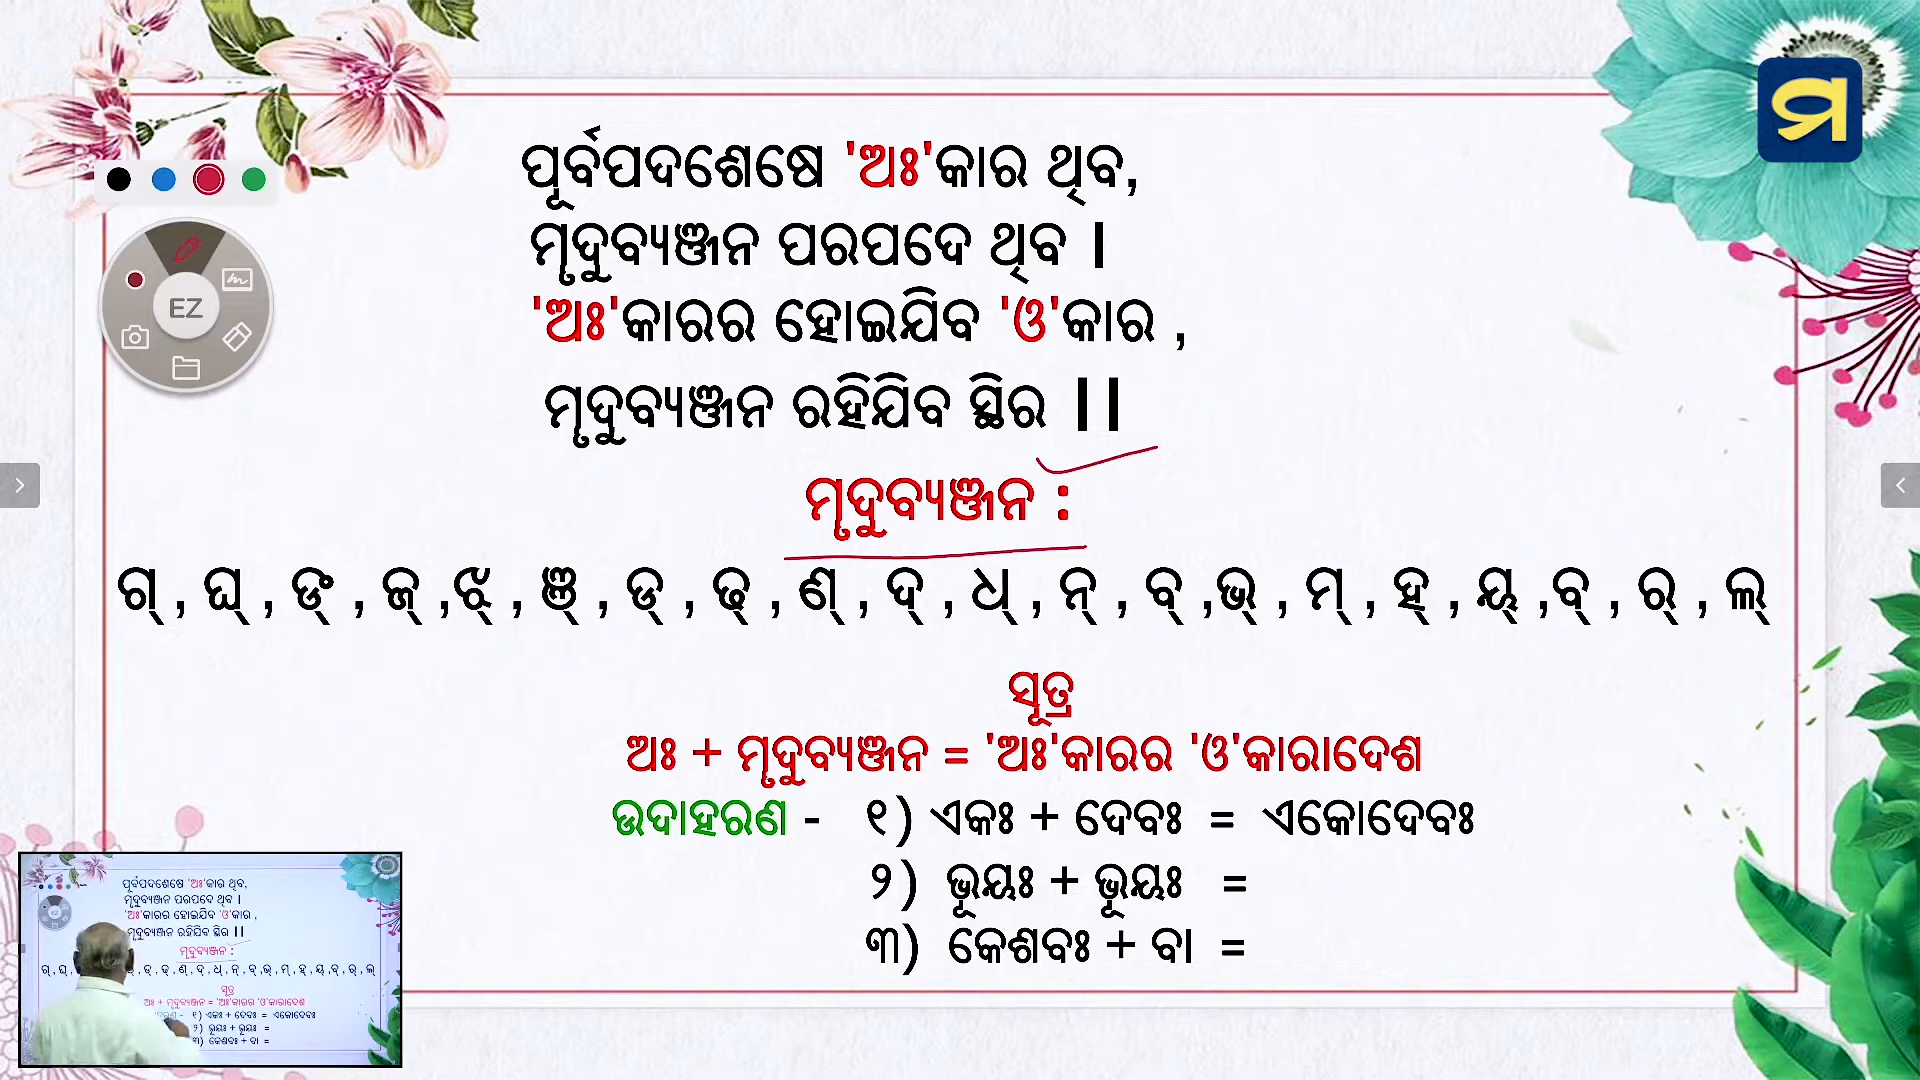 ମ
ପୂର୍ବପଦଶେଷେ 'ଅଃ'କାର ଥିବ,
ମୃଦୁବ୍ୟଞ୍ଜନ ପରପଦେ ଥିବ ।
'ଅଃ'କାରର ହୋଇଯିବ 'ଓ'କାର ,
ମୃଦୁବ୍ୟଞ୍ଜନ ରହିଯିବ ସ୍ଥିର ।।
EZ
ମୃଦୁବ୍ୟଞ୍ଜନ :
ଗ୍ , ଘ୍ , ଙ୍ , ଜ୍ ,ଝ୍ , ଞ୍ , ଡ୍ , ଢ୍ , ଣ୍ , ଦ୍ , ଧ୍ , ନ୍ , ବ୍ ,ଭ୍ , ମ୍ , ହ୍ , ୟ୍ ,ବ୍ , ର୍ , ଲ୍
ସୂତ୍ର
ଅଃ + ମୃଦୁବ୍ୟଞ୍ଜନ = 'ଅଃ'କାରର 'ଓ'କାରାଦେଶ
ଉଦାହରଣ - ୧) ଏକଃ + ଦେବଃ = ଏକୋଦେବଃ
୨) ଭୂୟଃ + ଭୂୟଃ =
୩) କେଶବଃ + ବା =